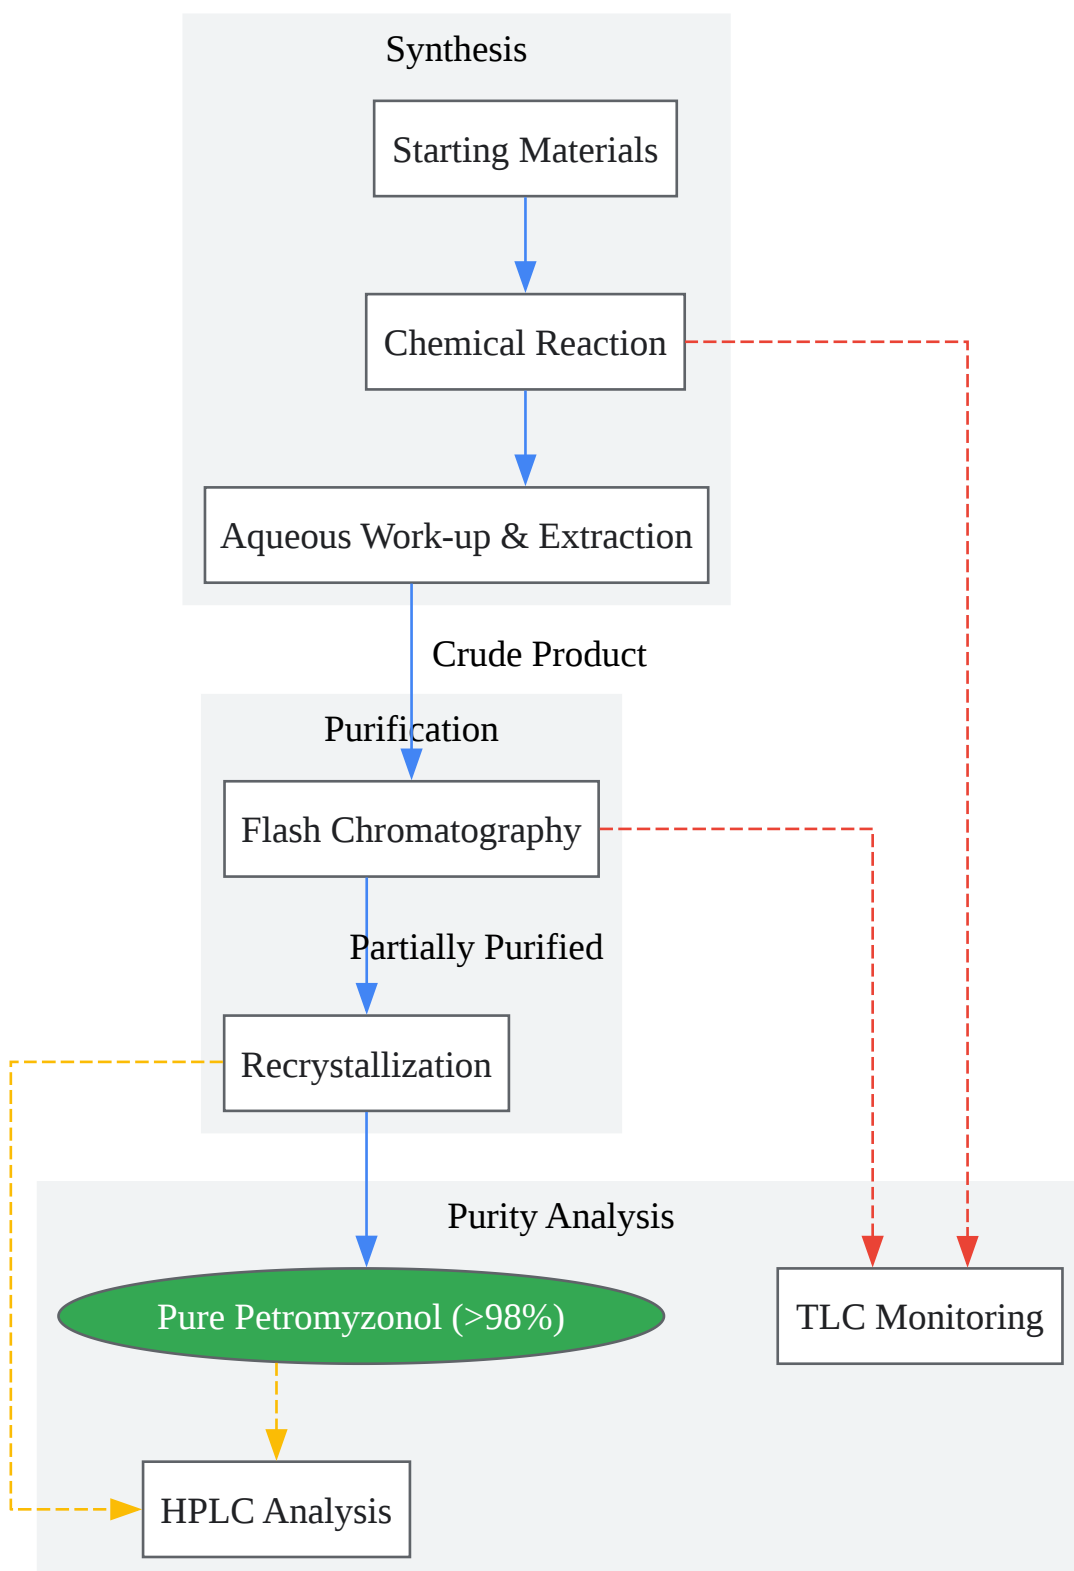 Synthesis
Starting Materials
Chemical Reaction
Aqueous Work-up & Extraction
Crude Product
Purification
Flash Chromatography
Partially Purified
Recrystallization
Purity Analysis
Pure Petromyzonol (>98%)
TLC Monitoring
HPLC Analysis